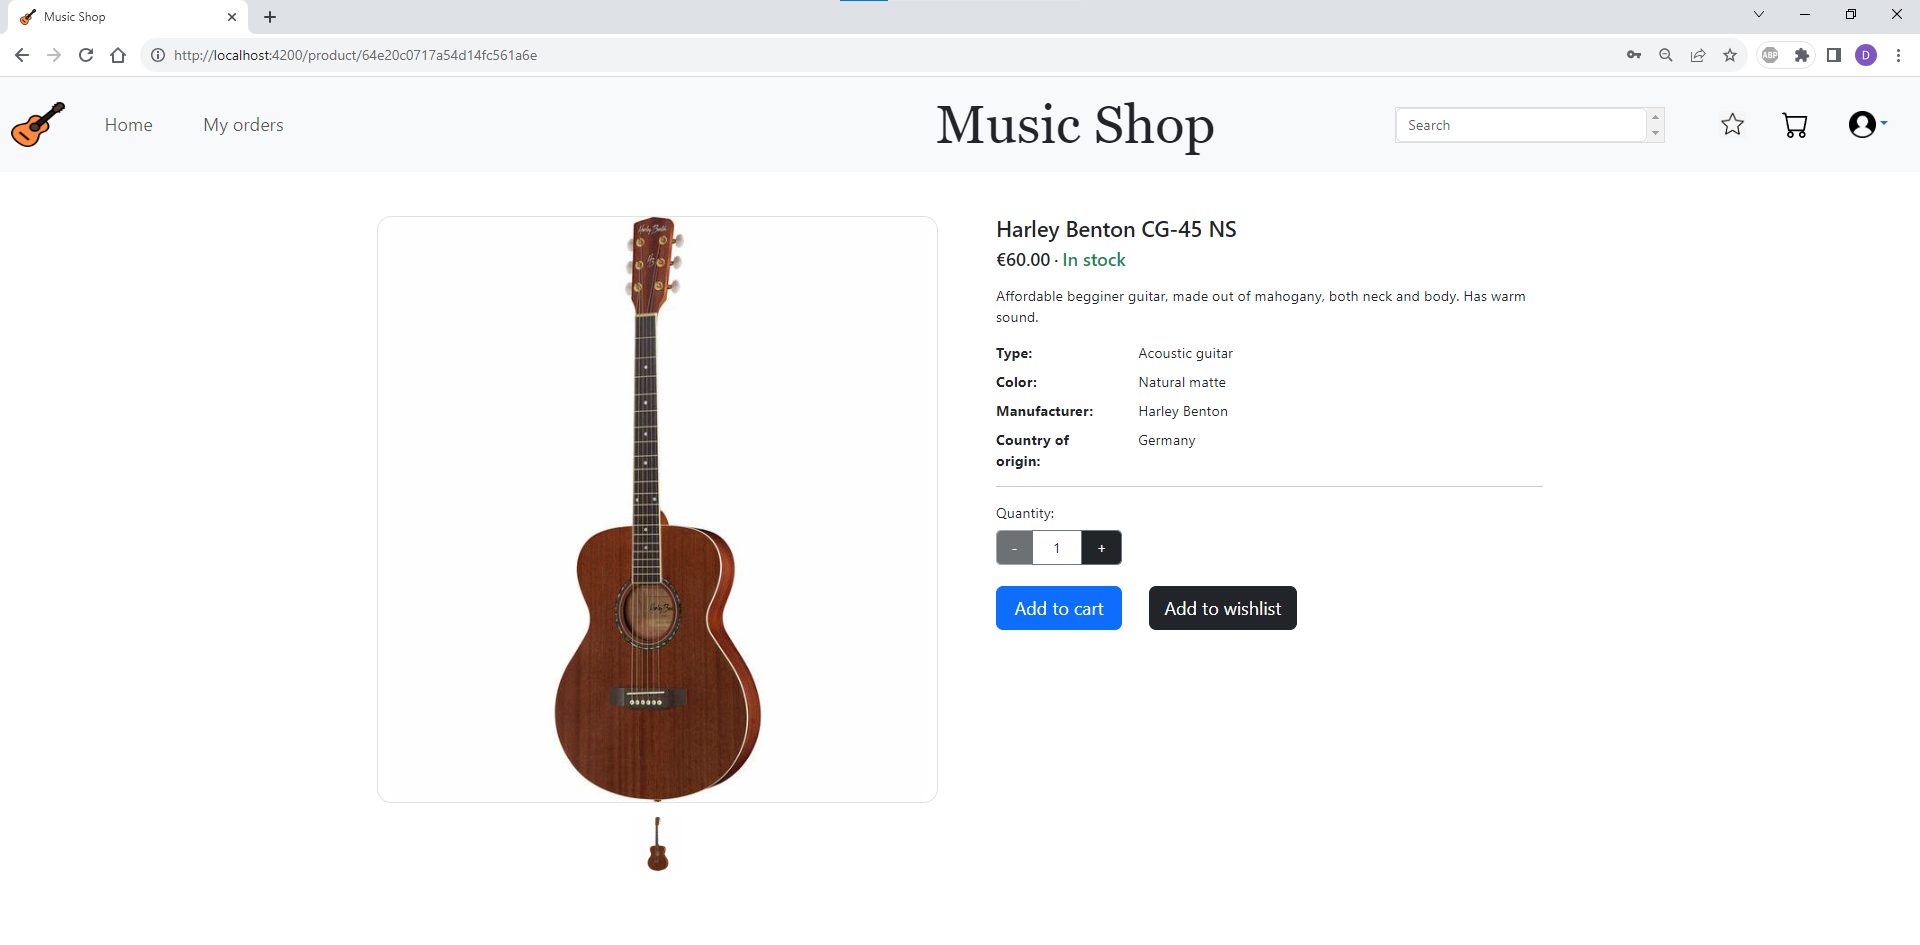 Music Shop
http://localhost:4200/product/64e20c0717a54d14fc561a6e
ABP
D
Home
My orders
Music Shop
Search
Harley Benton
Harley Benton CG-45 NS
€60.00 · In stock
Affordable begginer guitar, made out of mahogany, both neck and body. Has warm
sound.
Type: Acoustic guitar
Color: Natural matte
Manufacturer: Harley Benton
Country of Germany
origin:
Quantity:
- 1 +
Add to cart
Add to wishlist